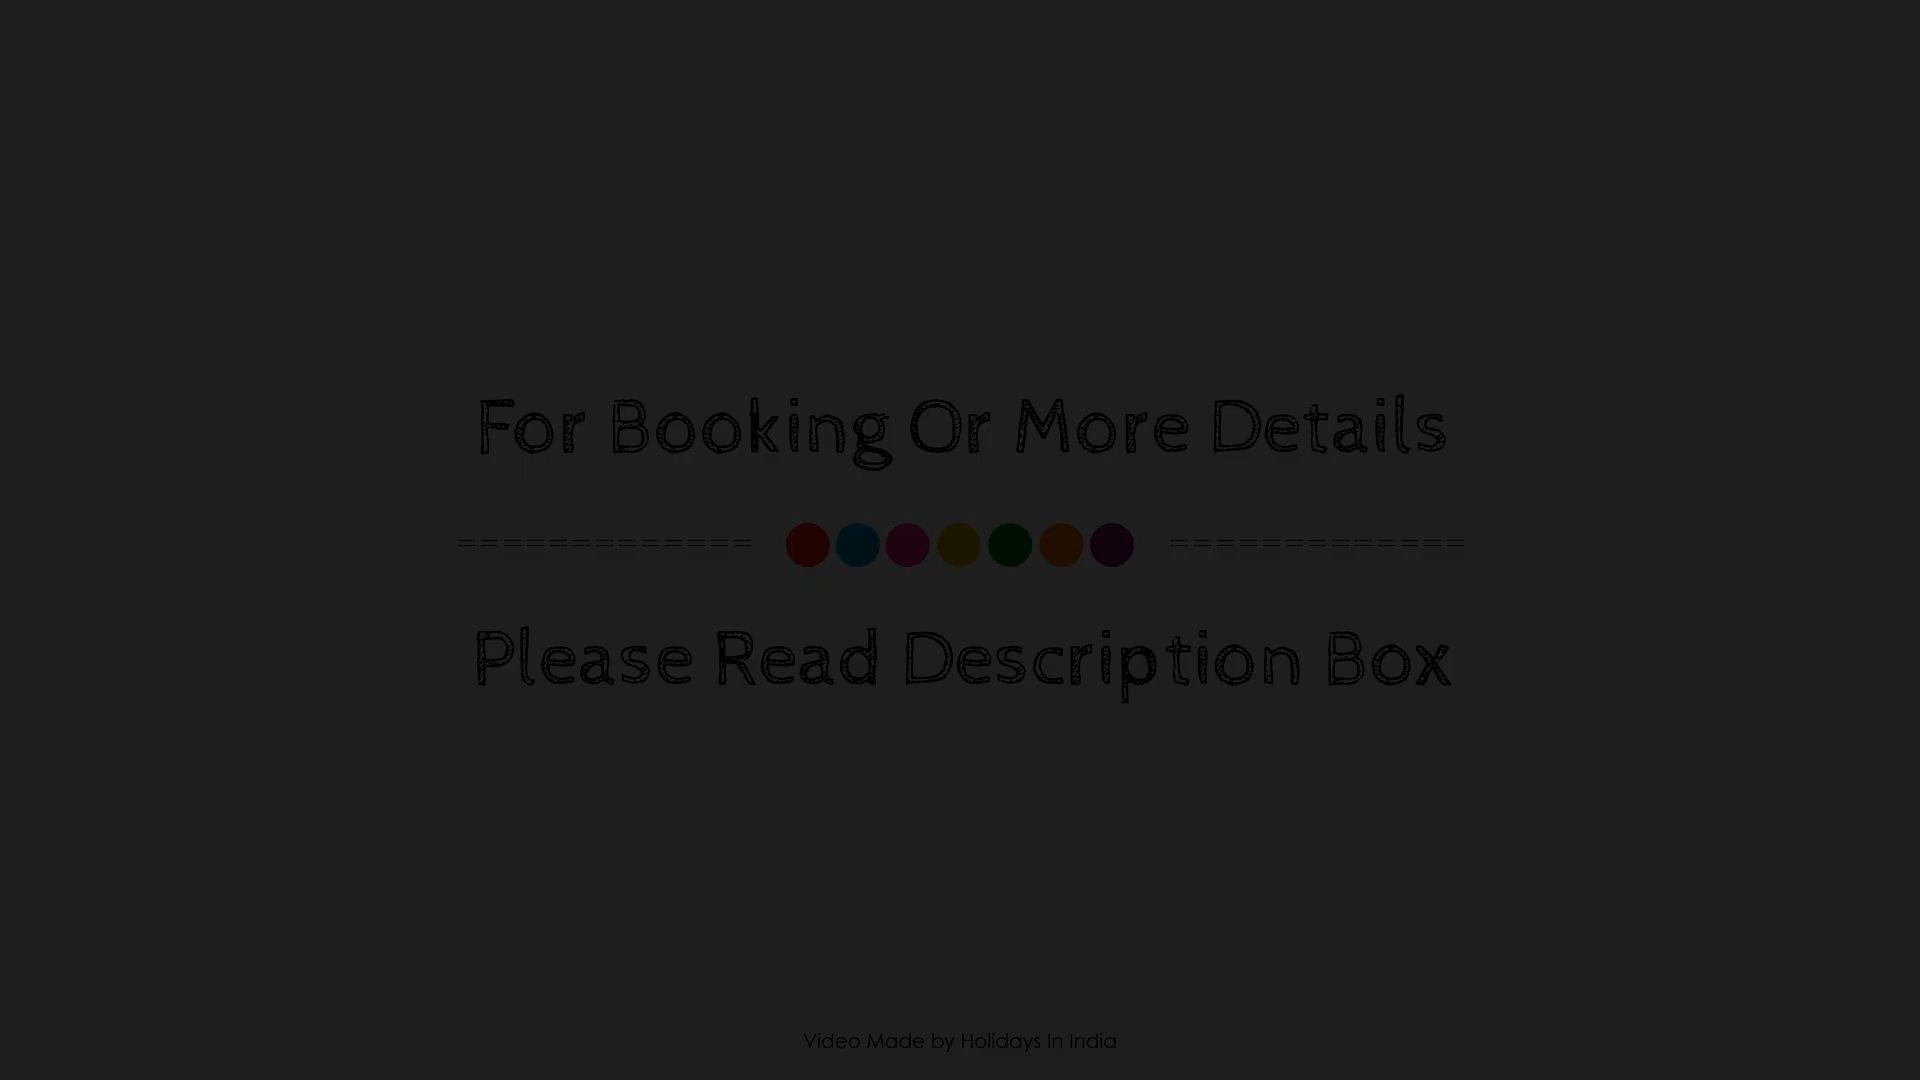 For Booking Or More Details
============= =============
Please Read Description Box
Video Made by Holidays In India